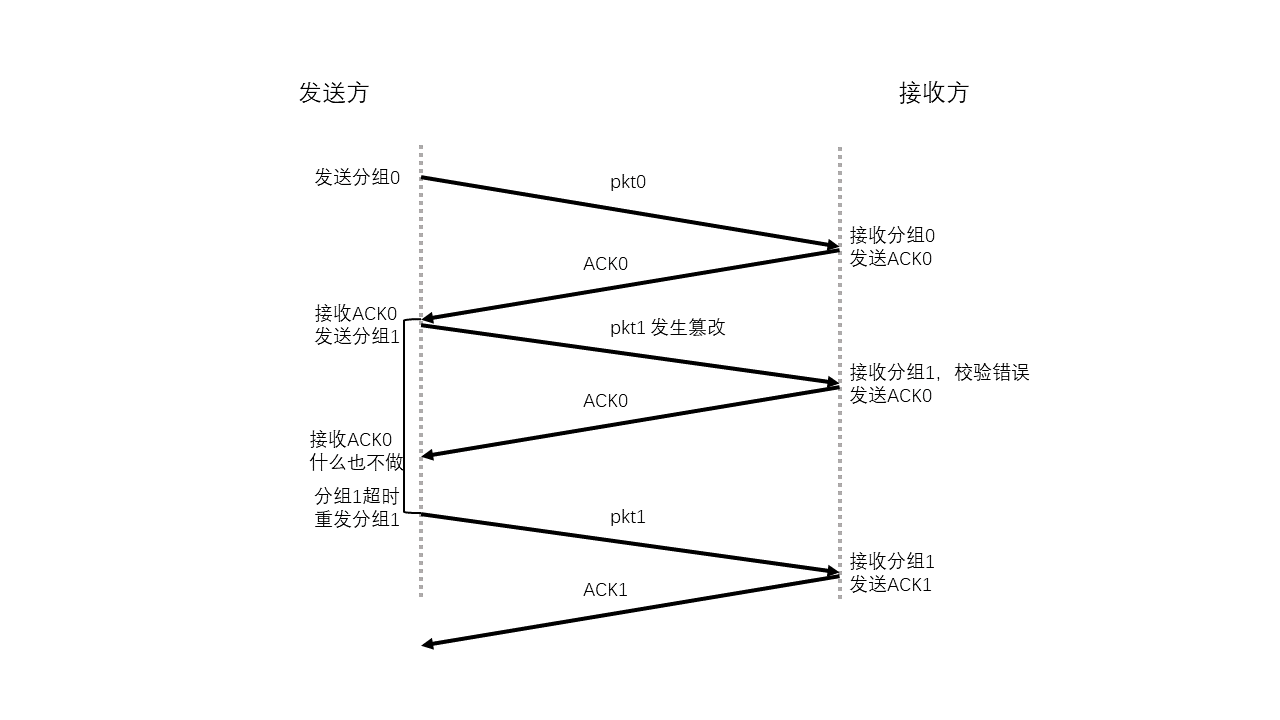 发送方
接收方
发送分组0
pkt0
接收分组0
发送ACK0
ACK0
接收ACK0
发送分组1
pkt1 发生篡改
接收分组1，校验错误
发送ACK0
ACK0
接收ACK0
什么也不做
分组1超时
重发分组1
pkt1
接收分组1
发送ACK1
ACK1